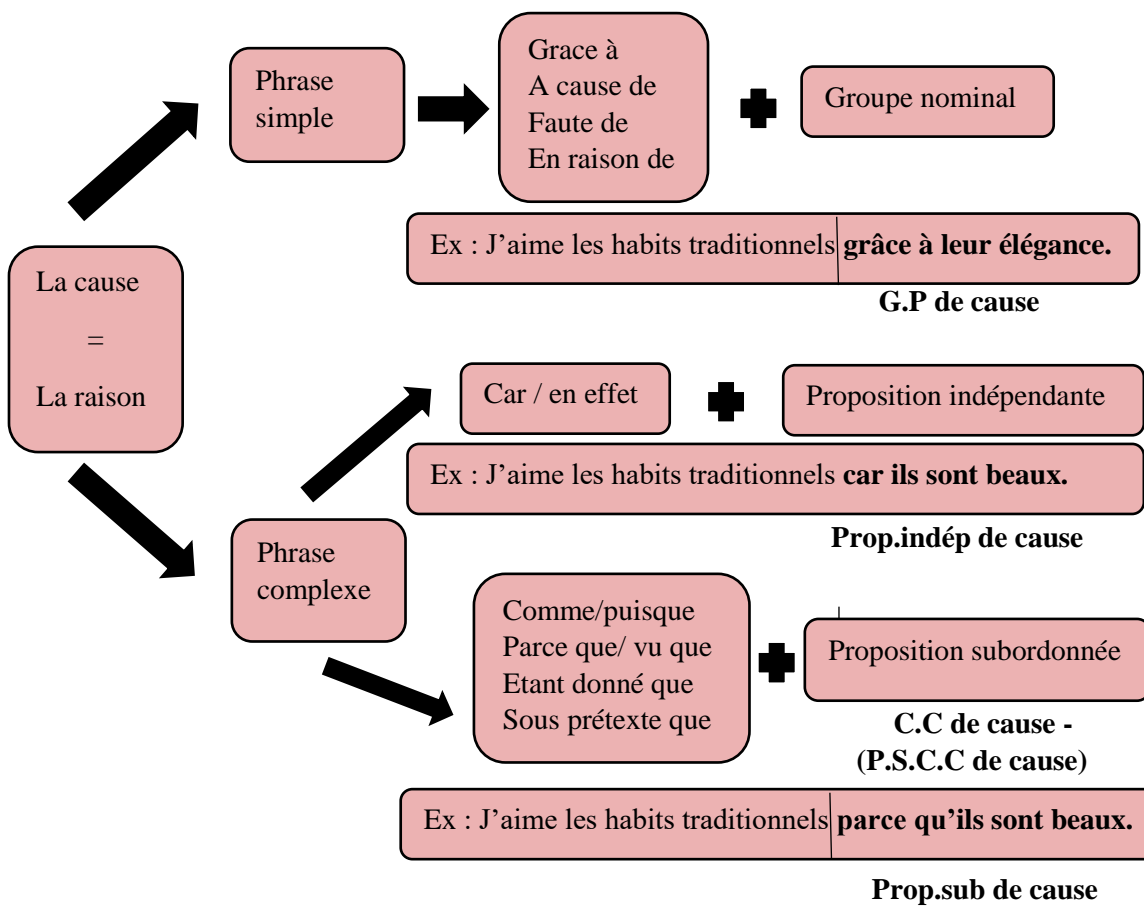 Phrase
simple
Grace à
A cause de
Faute de
En raison de
Groupe nominal
Ex : J’aime les habits traditionnels grâce à leur élégance.
G.P de cause
La cause
=
La raison
Car / en effet
Proposition indépendante
Ex : J’aime les habits traditionnels car ils sont beaux.
Prop.indép de cause
Phrase
complexe
Comme/puisque
Parce que/ vu que
Etant donné que
Sous prétexte que
Proposition subordonnée
C.C de cause -
(P.S.C.C de cause)
Ex : J’aime les habits traditionnels parce qu’ils sont beaux.
Prop.sub de cause